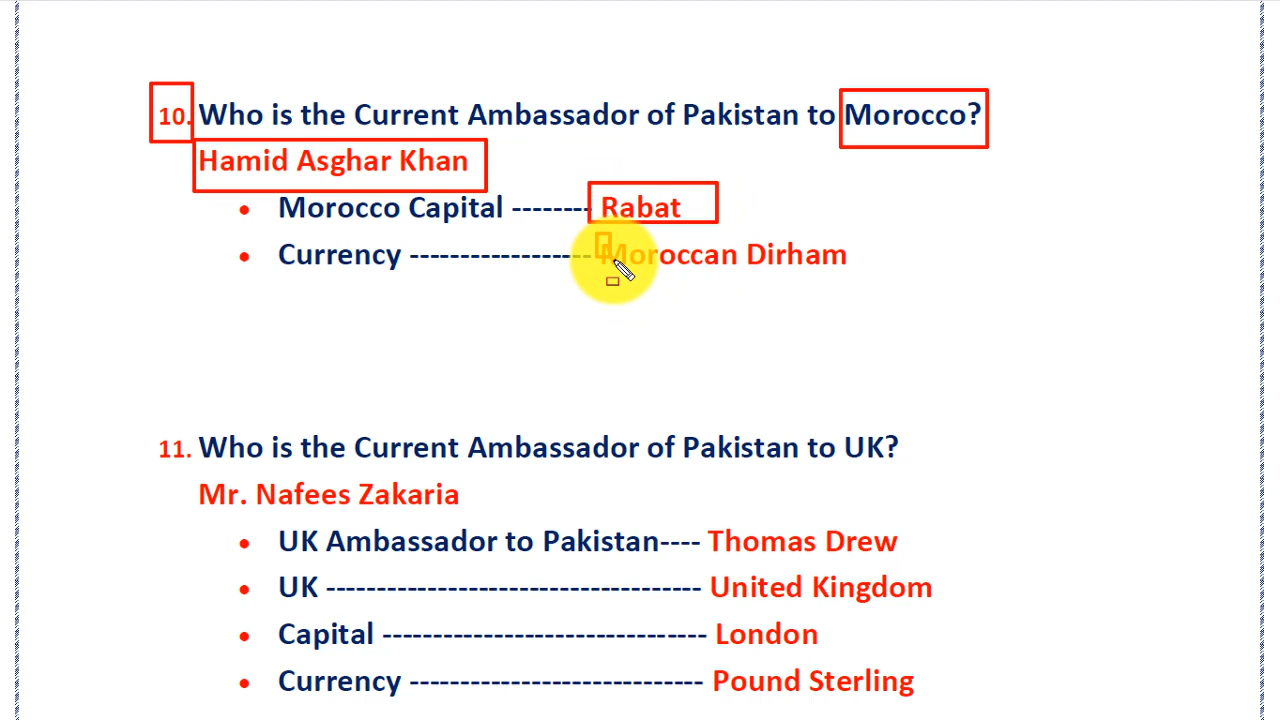 10. Who is the Current Ambassador of Pakistan to Morocco?
Hamid Asghar Khan
• Morocco Capital -------- Rabat
• Currency ------------------ Moroccan Dirham
11. Who is the Current Ambassador of Pakistan to UK?
Mr. Nafees Zakaria
• UK Ambassador to Pakistan---- Thomas Drew
• UK ------------------------------------- United Kingdom
• Capital -------------------------------- London
• Currency ----------------------------- Pound Sterling